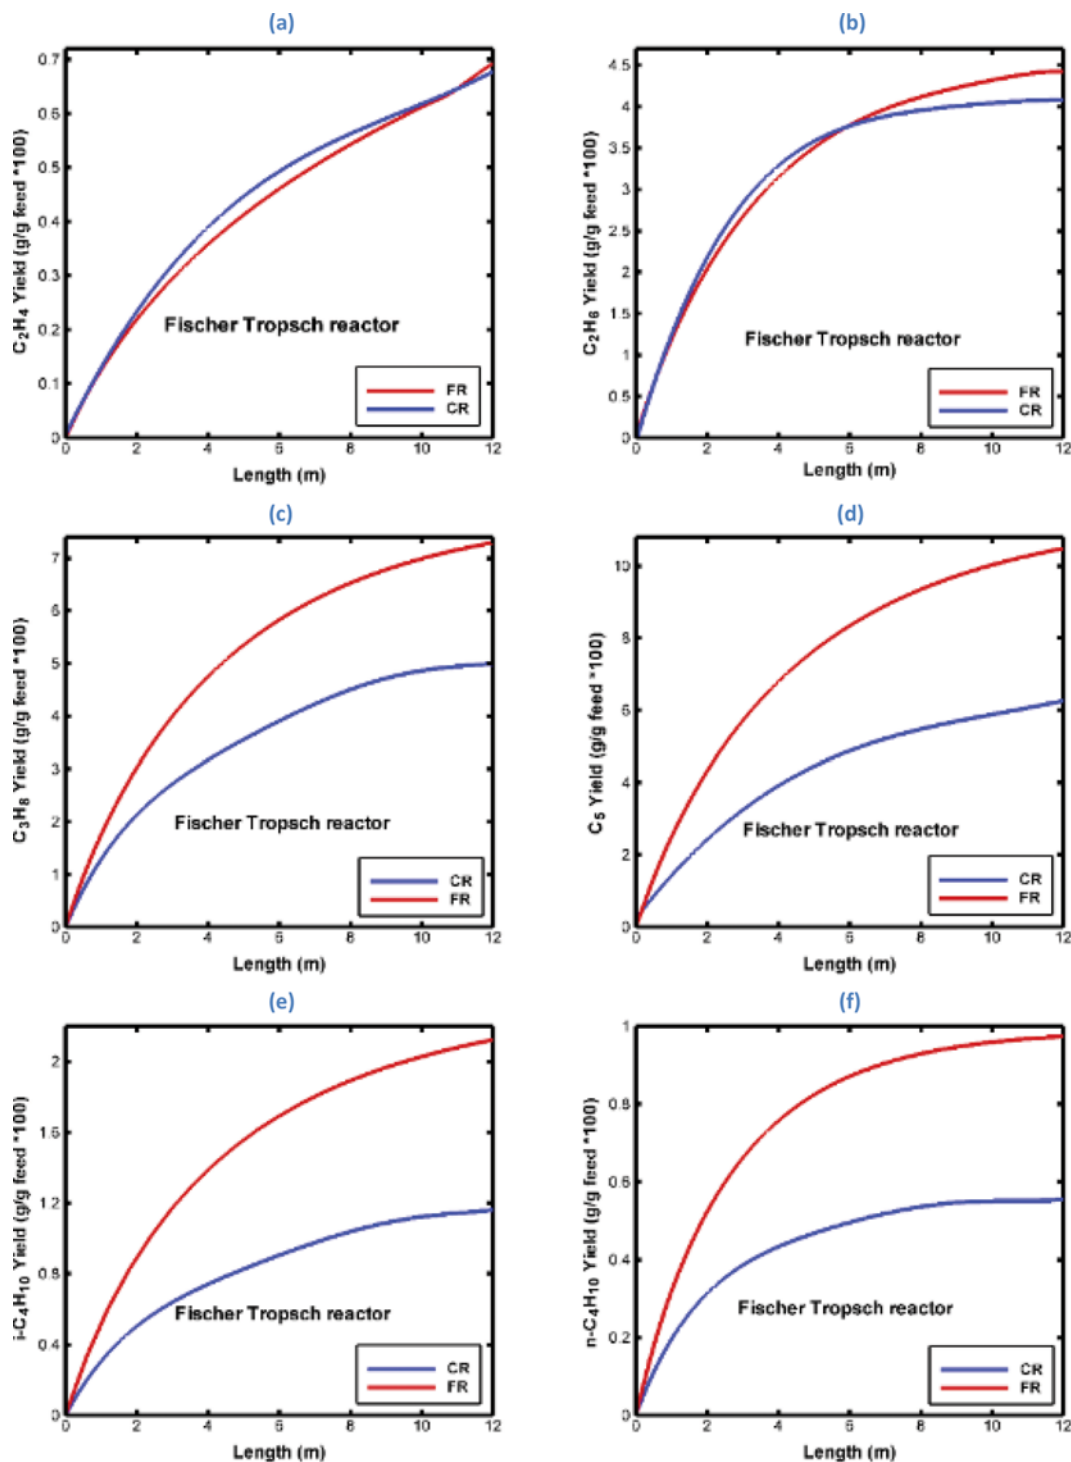 (a)
C2H4 Yield (g/g feed *100)
0.7
0.6
0.5
0.4
0.3
0.2
0.1
0
Fischer Tropsch reactor
FR
CR
0 2 4 6 8 10 12
Length (m)
(b)
C2H6 Yield (g/g feed *100)
4.5
4
3.5
3
2.5
2
1.5
1
0.5
0
Fischer Tropsch reactor
FR
CR
0 2 4 6 8 10 12
Length (m)
(c)
C3H8 Yield (g/g feed *100)
7
6
5
4
3
2
1
0
Fischer Tropsch reactor
CR
FR
0 2 4 6 8 10 12
Length (m)
(d)
C5 Yield (g/g feed *100)
10
8
6
4
2
0
Fischer Tropsch reactor
CR
FR
0 2 4 6 8 10 12
Length (m)
(e)
i-C4H10 Yield (g/g feed *100)
2
1.6
1.2
0.8
0.4
0
Fischer Tropsch reactor
CR
FR
0 2 4 6 8 10 12
Length (m)
(f)
n-C4H10 Yield (g/g feed *100)
1
0.8
0.6
0.4
0.2
0
Fischer Tropsch reactor
CR
FR
0 2 4 6 8 10 12
Length (m)